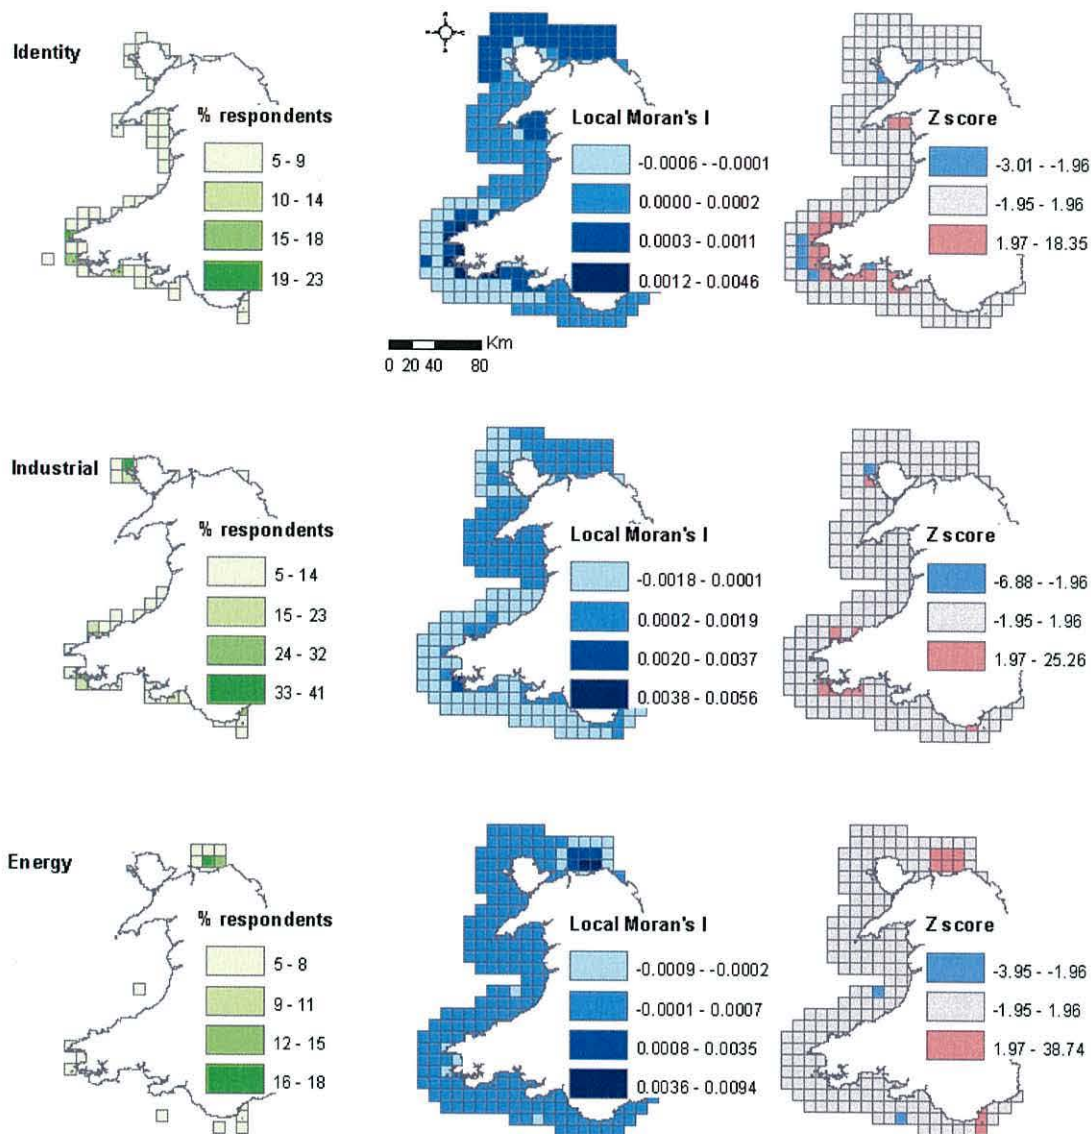 Identity
% respondents
5 - 9
10 - 14
15 - 18
19 - 23
Local Moran's I
-0.0006 - -0.0001
0.0000 - 0.0002
0.0003 - 0.0011
0.0012 - 0.0046
Z score
-3.01 - -1.96
-1.95 - 1.96
1.97 - 18.35
Km
0 20 40 80
Industrial
% respondents
5 - 14
15 - 23
24 - 32
33 - 41
Local Moran's I
-0.0018 - 0.0001
0.0002 - 0.0019
0.0020 - 0.0037
0.0038 - 0.0056
Z score
-6.88 - -1.96
-1.95 - 1.96
1.97 - 25.26
Energy
% respondents
5 - 8
9 - 11
12 - 15
16 - 18
Local Moran's I
-0.0009 - -0.0002
-0.0001 - 0.0007
0.0008 - 0.0035
0.0036 - 0.0094
Z score
-3.95 - -1.96
-1.95 - 1.96
1.97 - 38.74